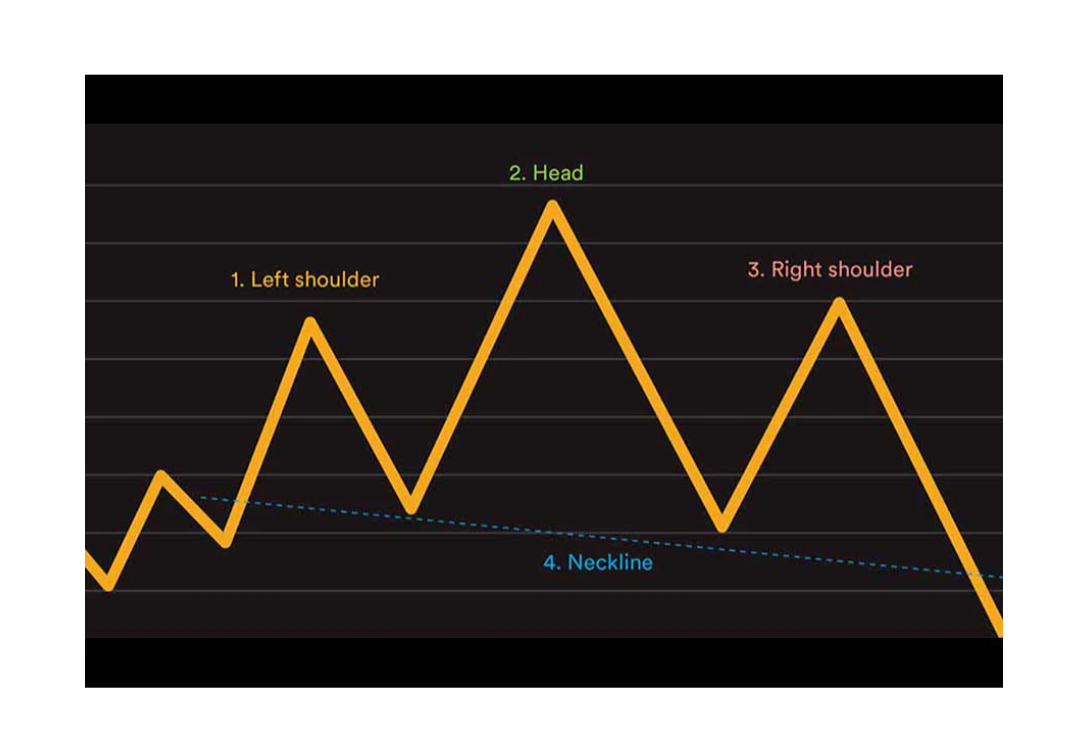 2. Head
1. Left shoulder
3. Right shoulder
4. Neckline